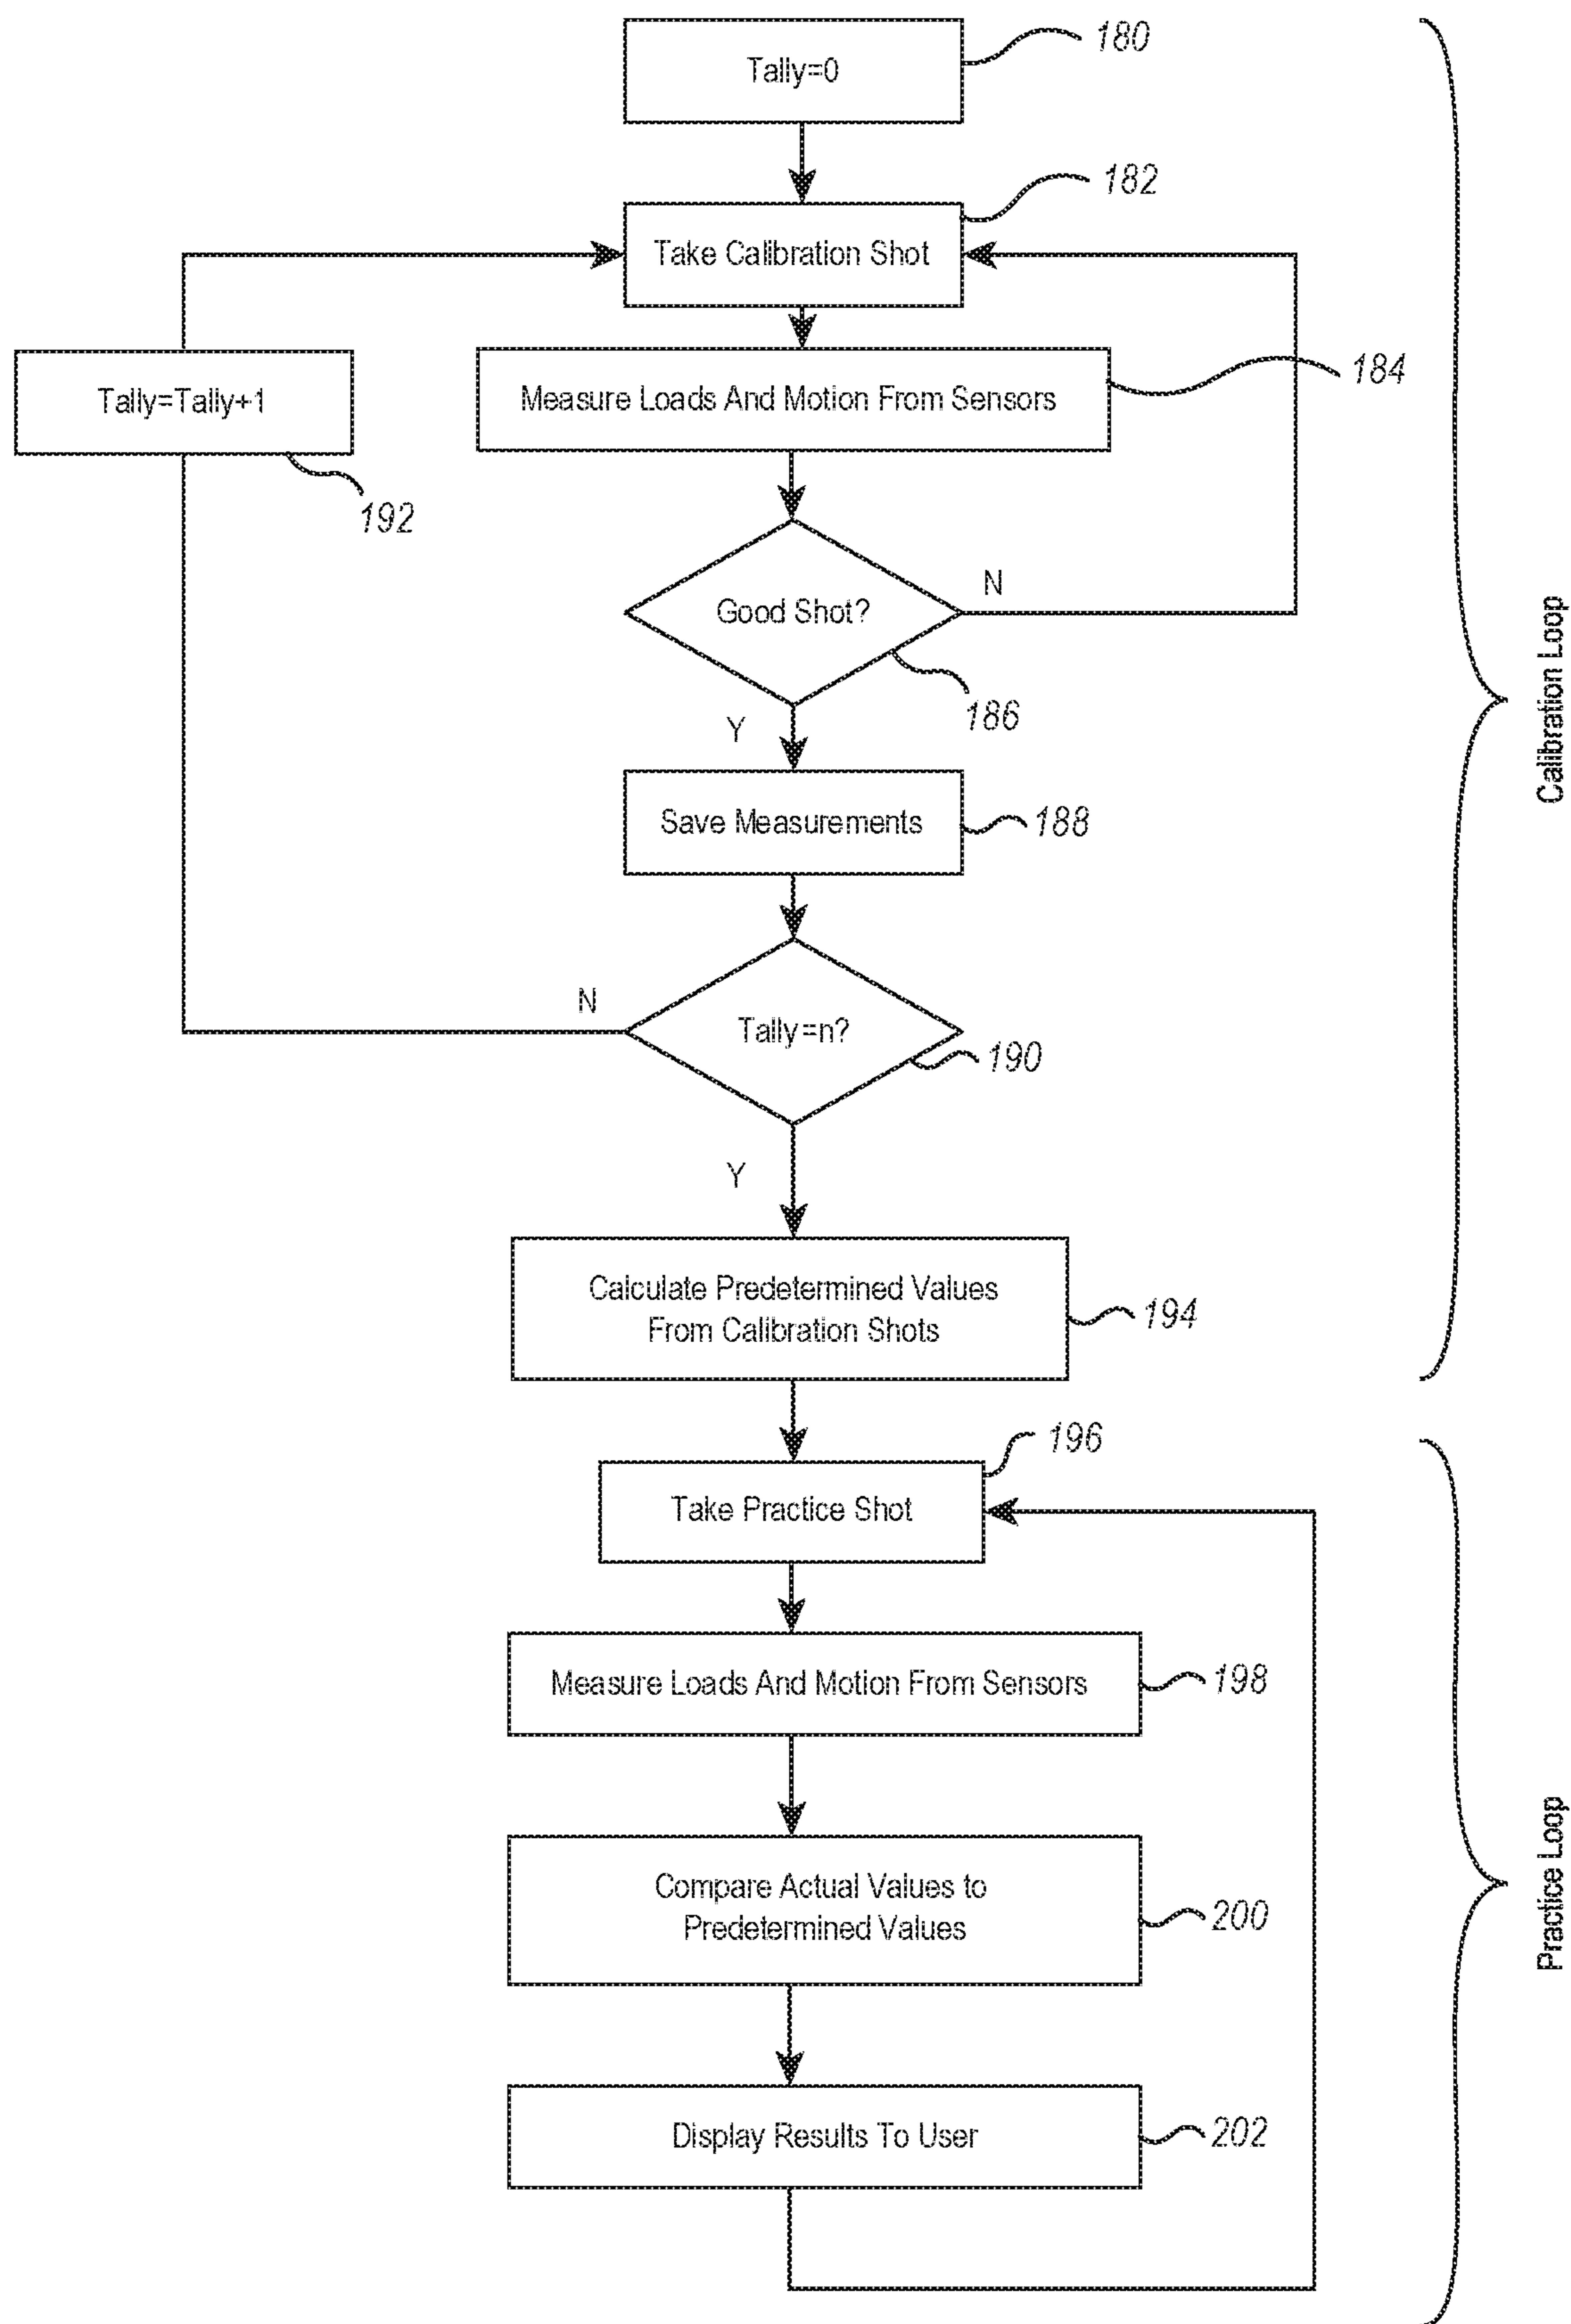 Tally=0
180
182
Take Calibration Shot
Measure Loads And Motion From Sensors
184
Tally=Tally+1
192
Good Shot?
N
186
Y
Save Measurements
188
N
Tally=n?
190
Y
Calculate Predetermined Values
From Calibration Shots
194
Calibration Loop
196
Take Practice Shot
Measure Loads And Motion From Sensors
198
Compare Actual Values to
Predetermined Values
200
Display Results To User
202
Practice Loop